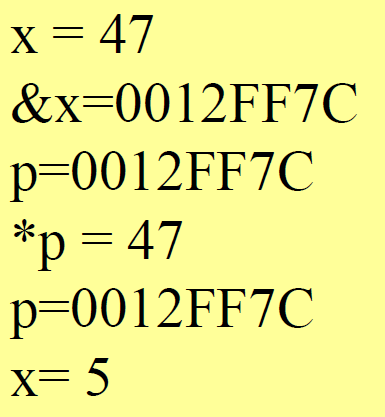 x = 47
&x=0012FF7C
p=0012FF7C
*p = 47
p=0012FF7C
x= 5